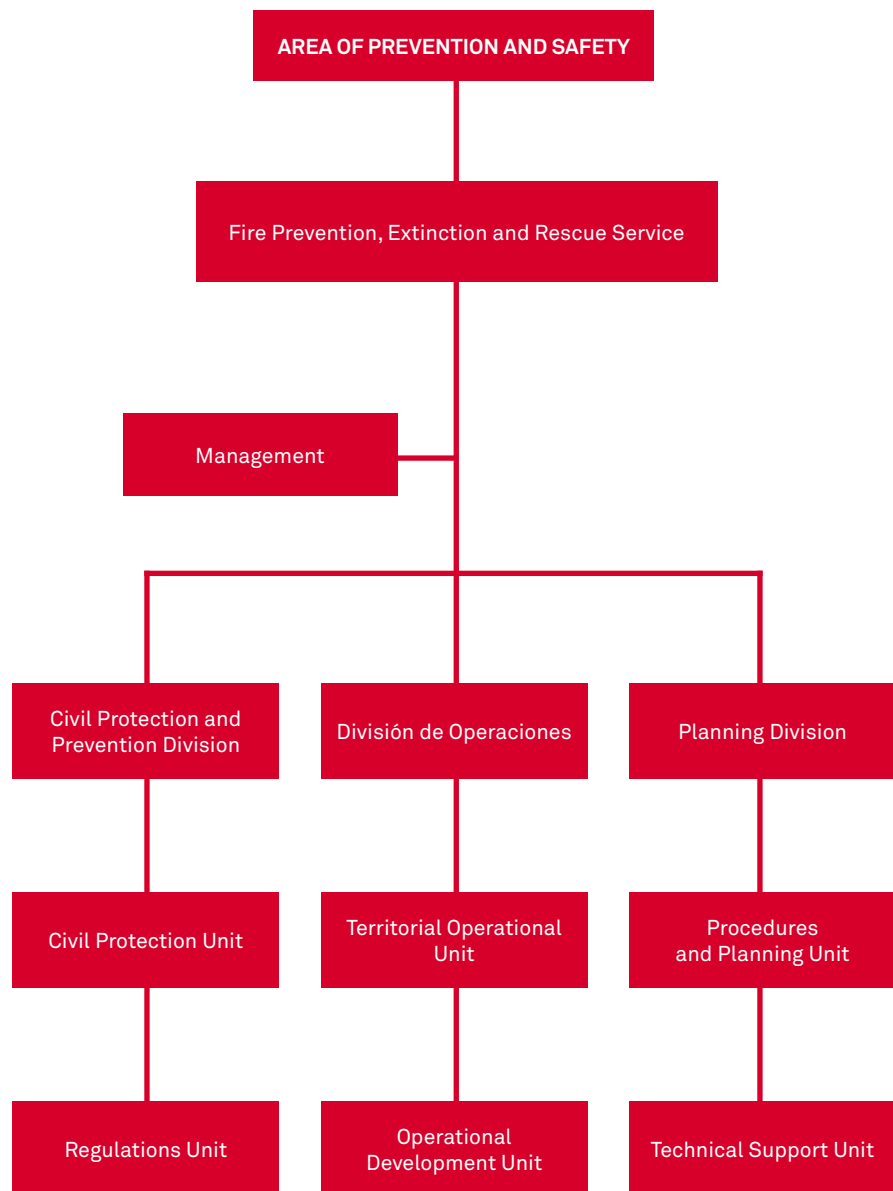 AREA OF PREVENTION AND SAFETY
Fire Prevention, Extinction and Rescue Service
Management
Civil Protection and
Prevention Division
División de Operaciones
Planning Division
Civil Protection Unit
Territorial Operational
Unit
Procedures
and Planning Unit
Regulations Unit
Operational
Development Unit
Technical Support Unit